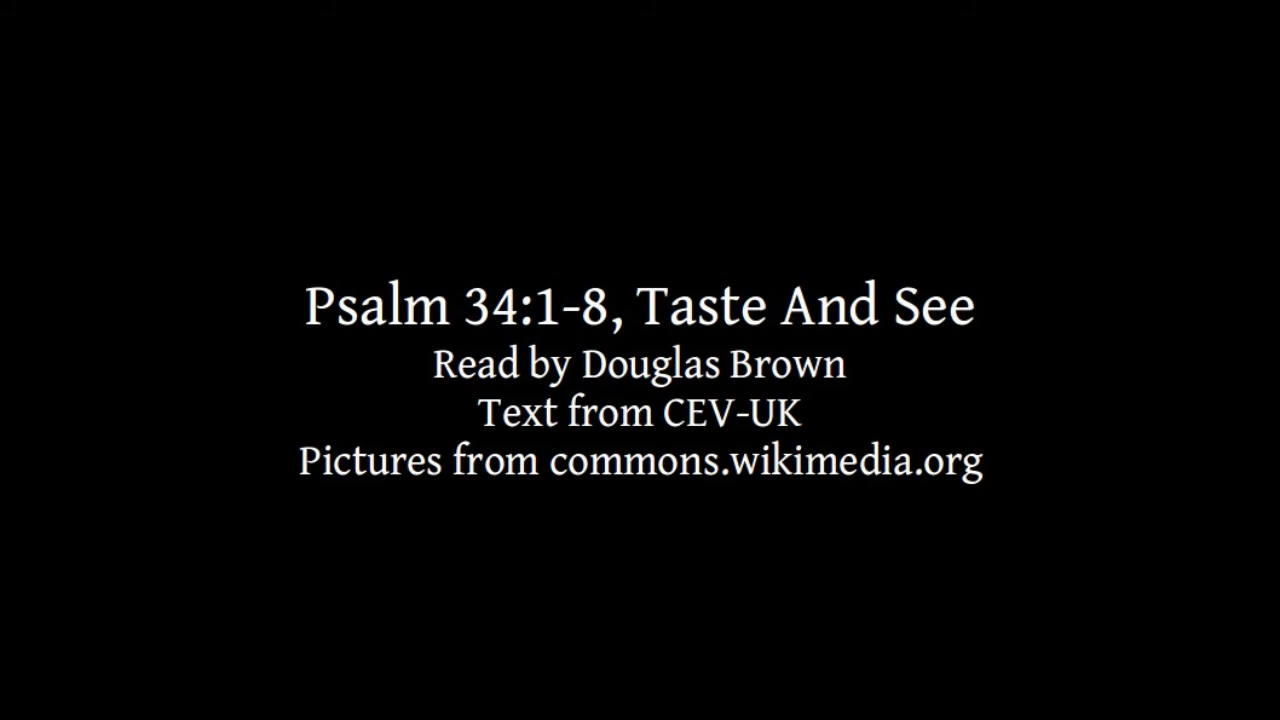 Psalm 34:1-8, Taste And See
Read by Douglas Brown
Text from CEV-UK
Pictures from commons.wikimedia.org